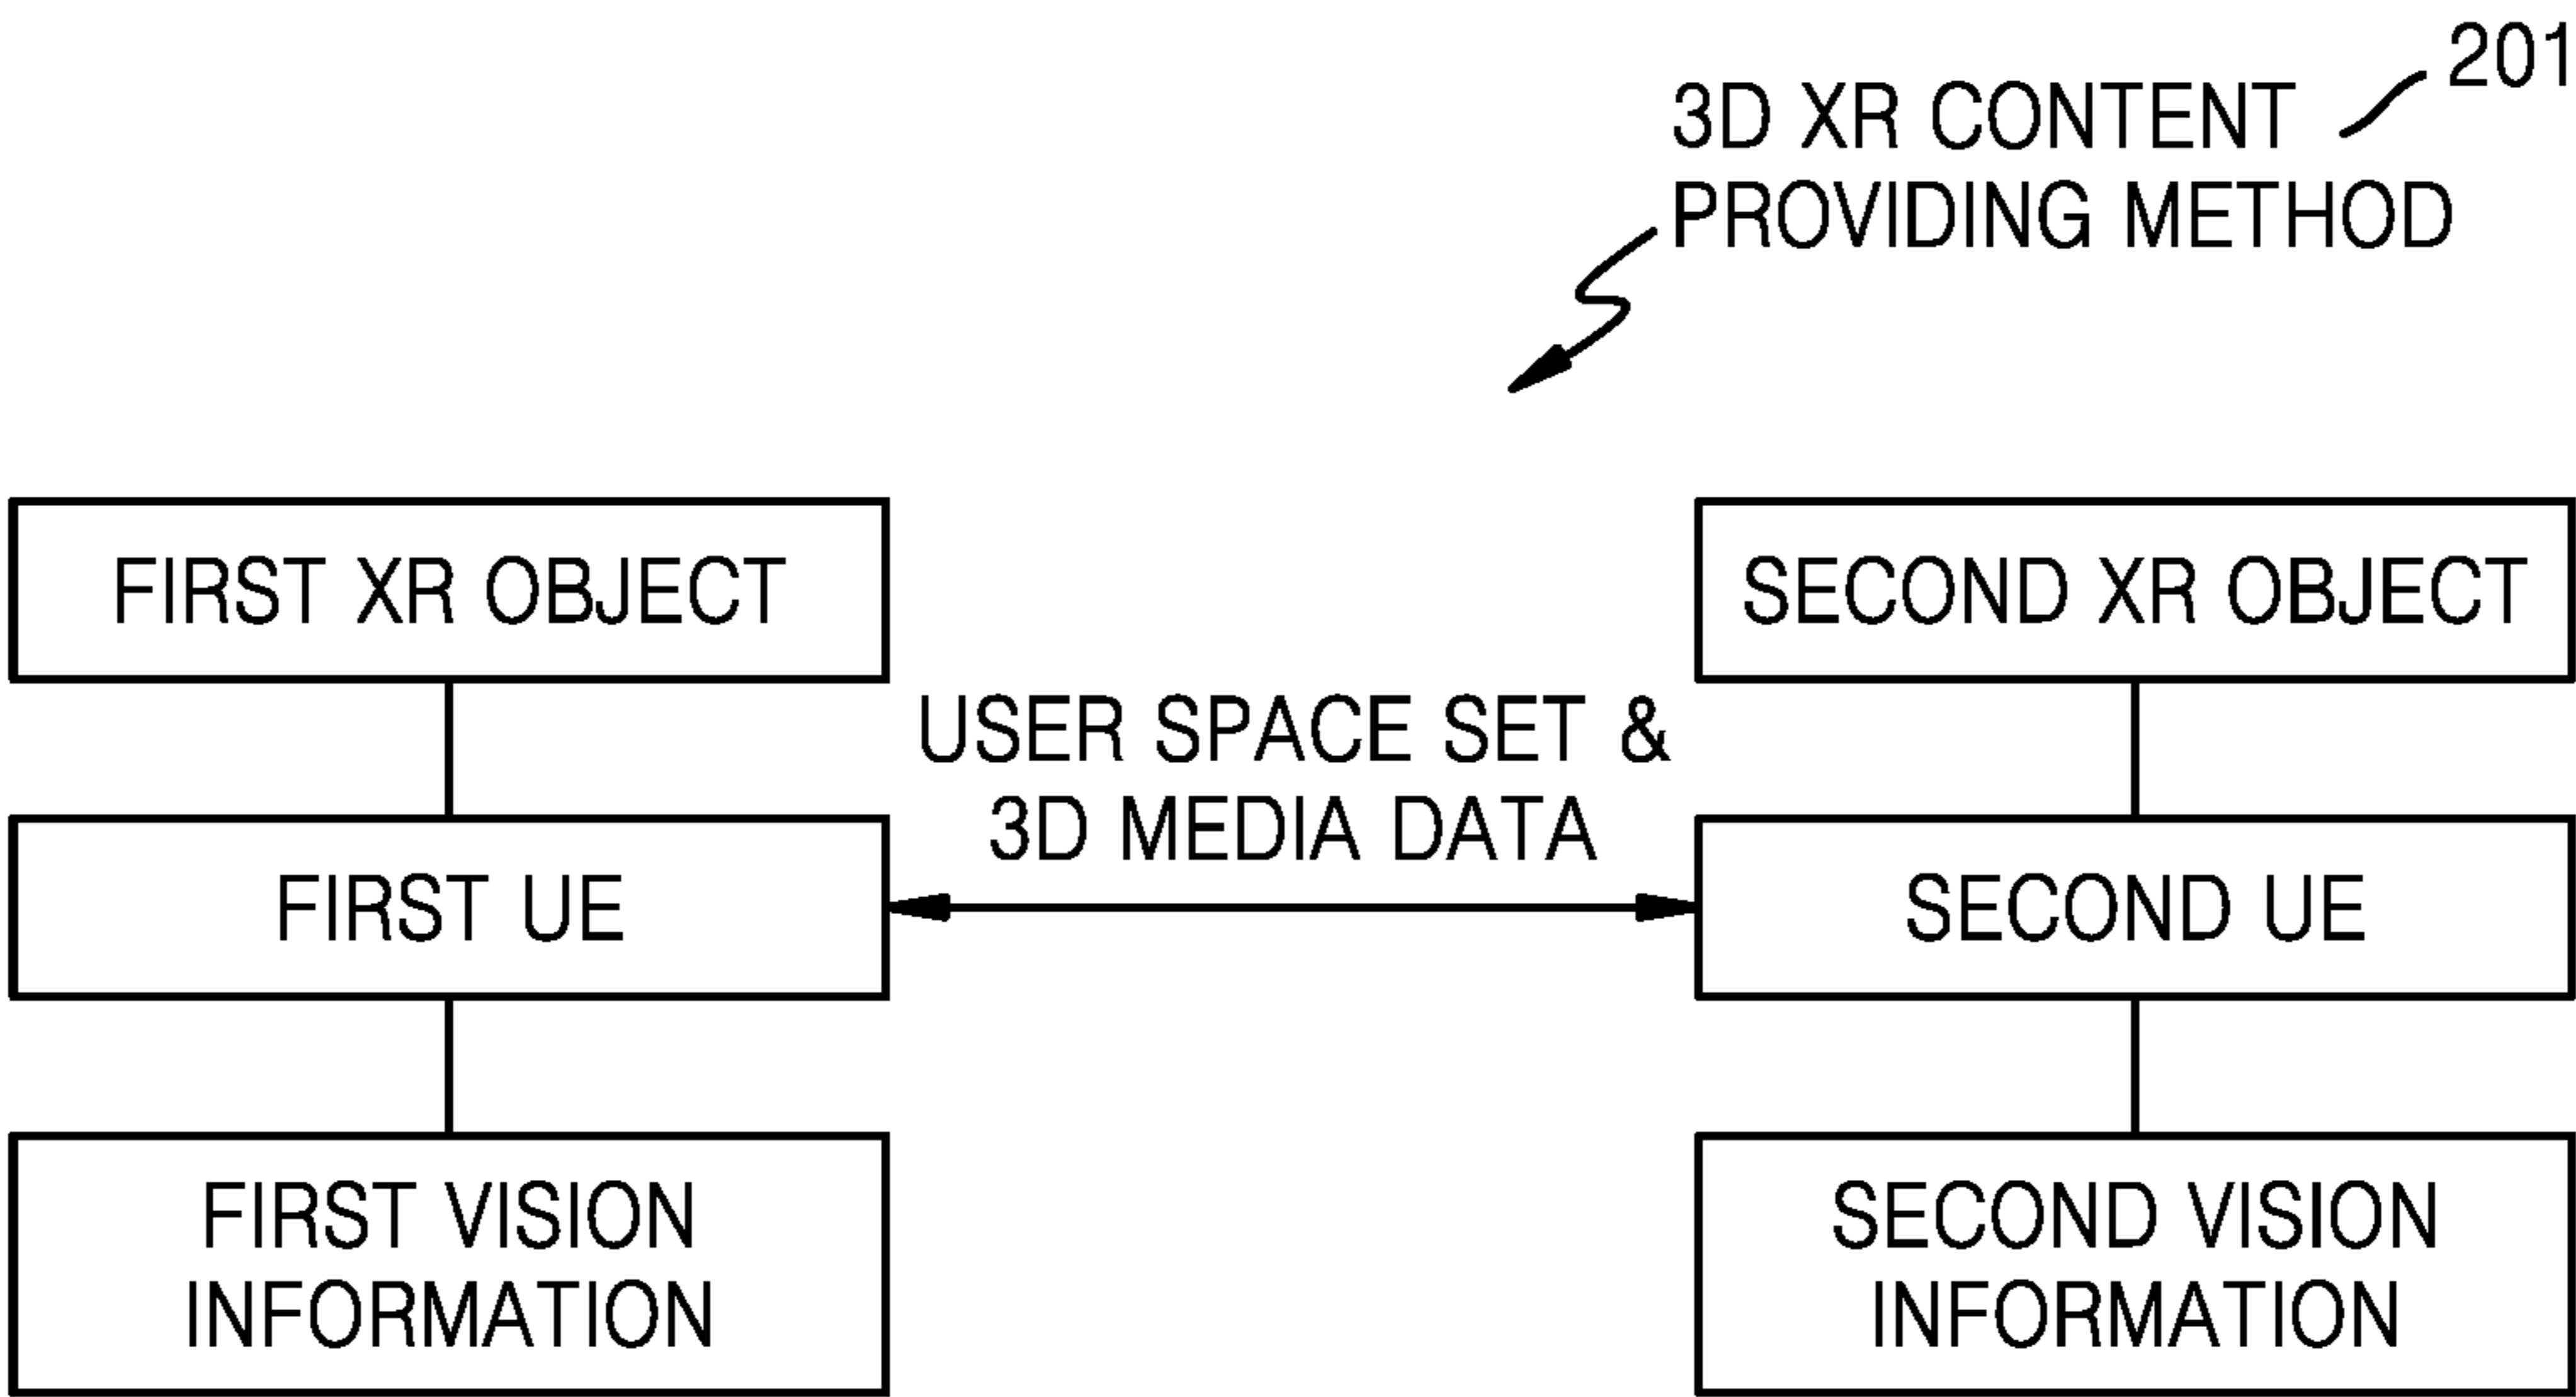 201
3D XR CONTENT
PROVIDING METHOD
FIRST XR OBJECT
SECOND XR OBJECT
USER SPACE SET &
3D MEDIA DATA
FIRST UE
SECOND UE
FIRST VISION
INFORMATION
SECOND VISION
INFORMATION